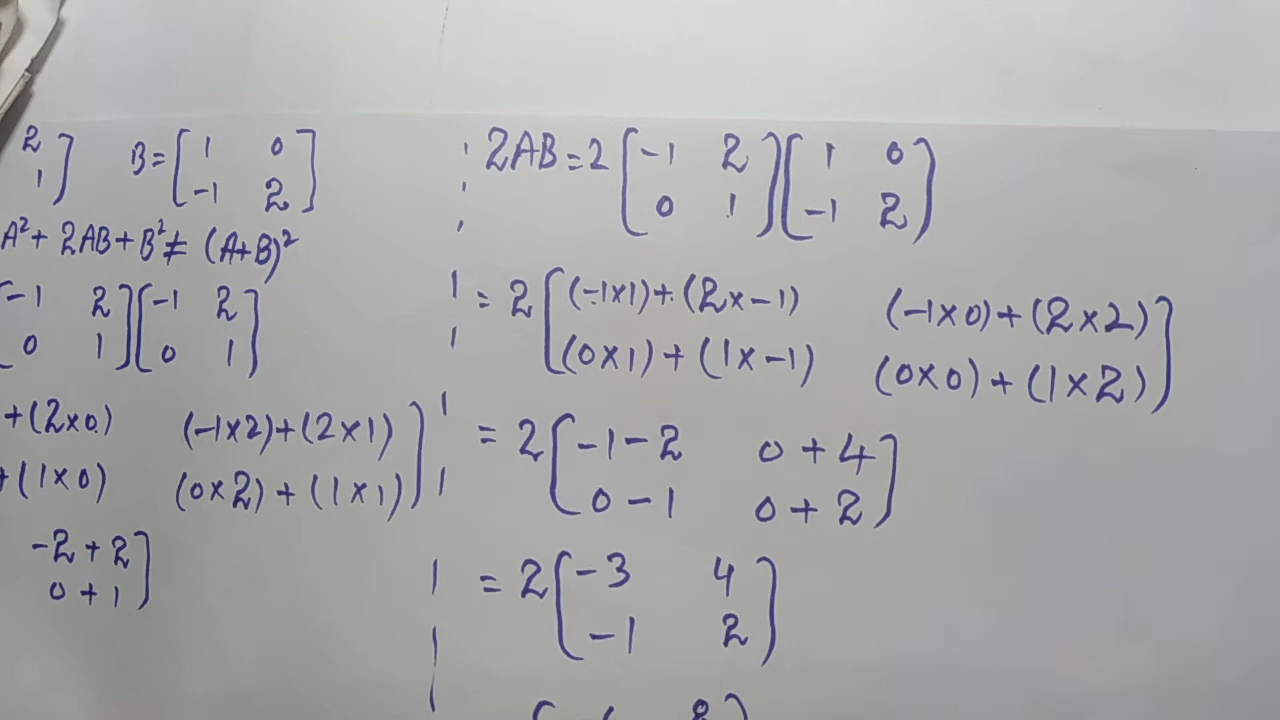 2
1 ] B = [ 1 0
-1 2 ]
A² + 2AB + B² ≠ (A+B)²
-1 2 ] [ -1 2
0 1 ] [ 0 1 ]
+(2×0) (-1×2)+(2×1)
+(1×0) (0×2)+(1×1) ]
-2+2
0+1 ]
2AB = 2 [ -1 2 ] [ 1 0 ]
[ 0 1 ] [ -1 2 ]
= 2 [ (-1×1)+(2×-1) (-1×0)+(2×2) ]
[ (0×1)+(1×-1) (0×0)+(1×2) ]
= 2 [ -1-2 0+4 ]
[ 0-1 0+2 ]
= 2 [ -3 4 ]
[ -1 2 ]
8